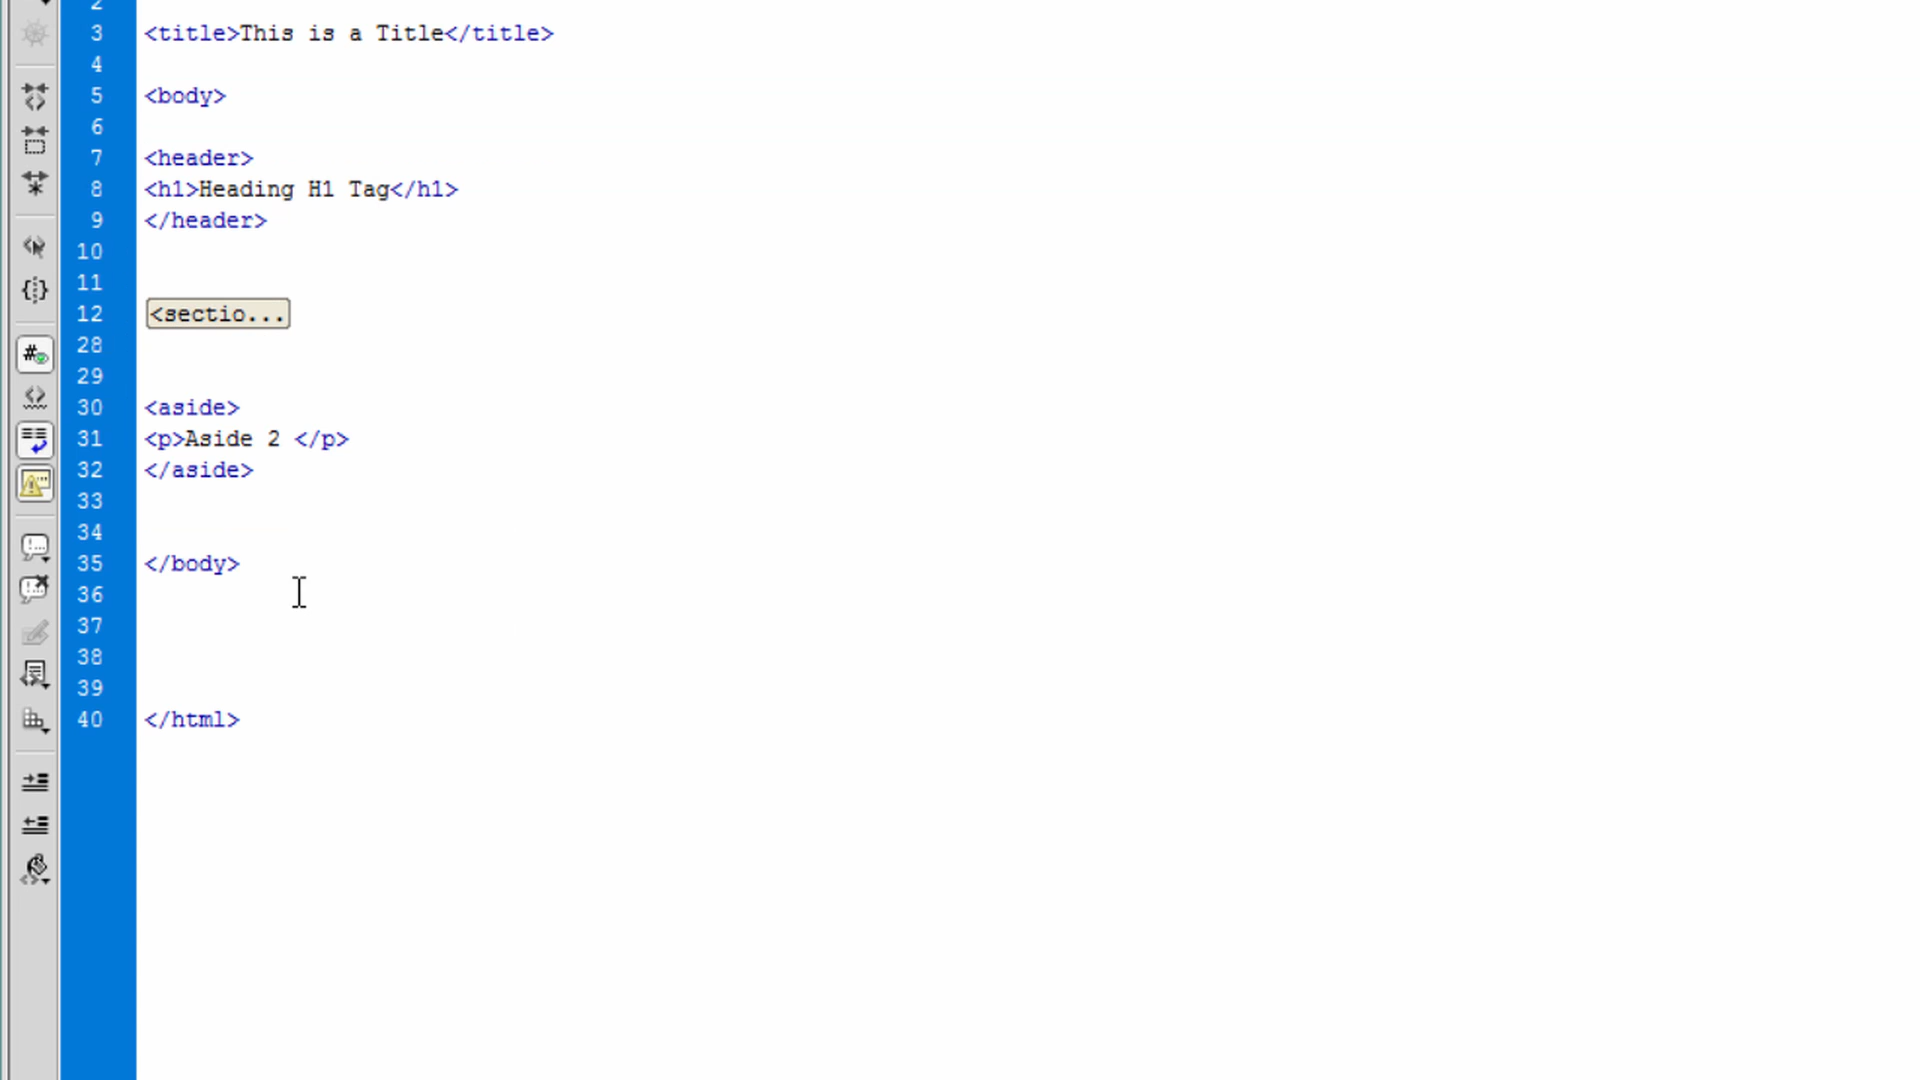 2
3 <title>This is a Title</title>
4
5 <body>
6
7 <header>
8 <h1>Heading H1 Tag</h1>
9 </header>
10
11
12 <sectio...
28
29
30 <aside>
31 <p>Aside 2 </p>
32 </aside>
33
34
35 </body>
36
37
38
39
40 </html>